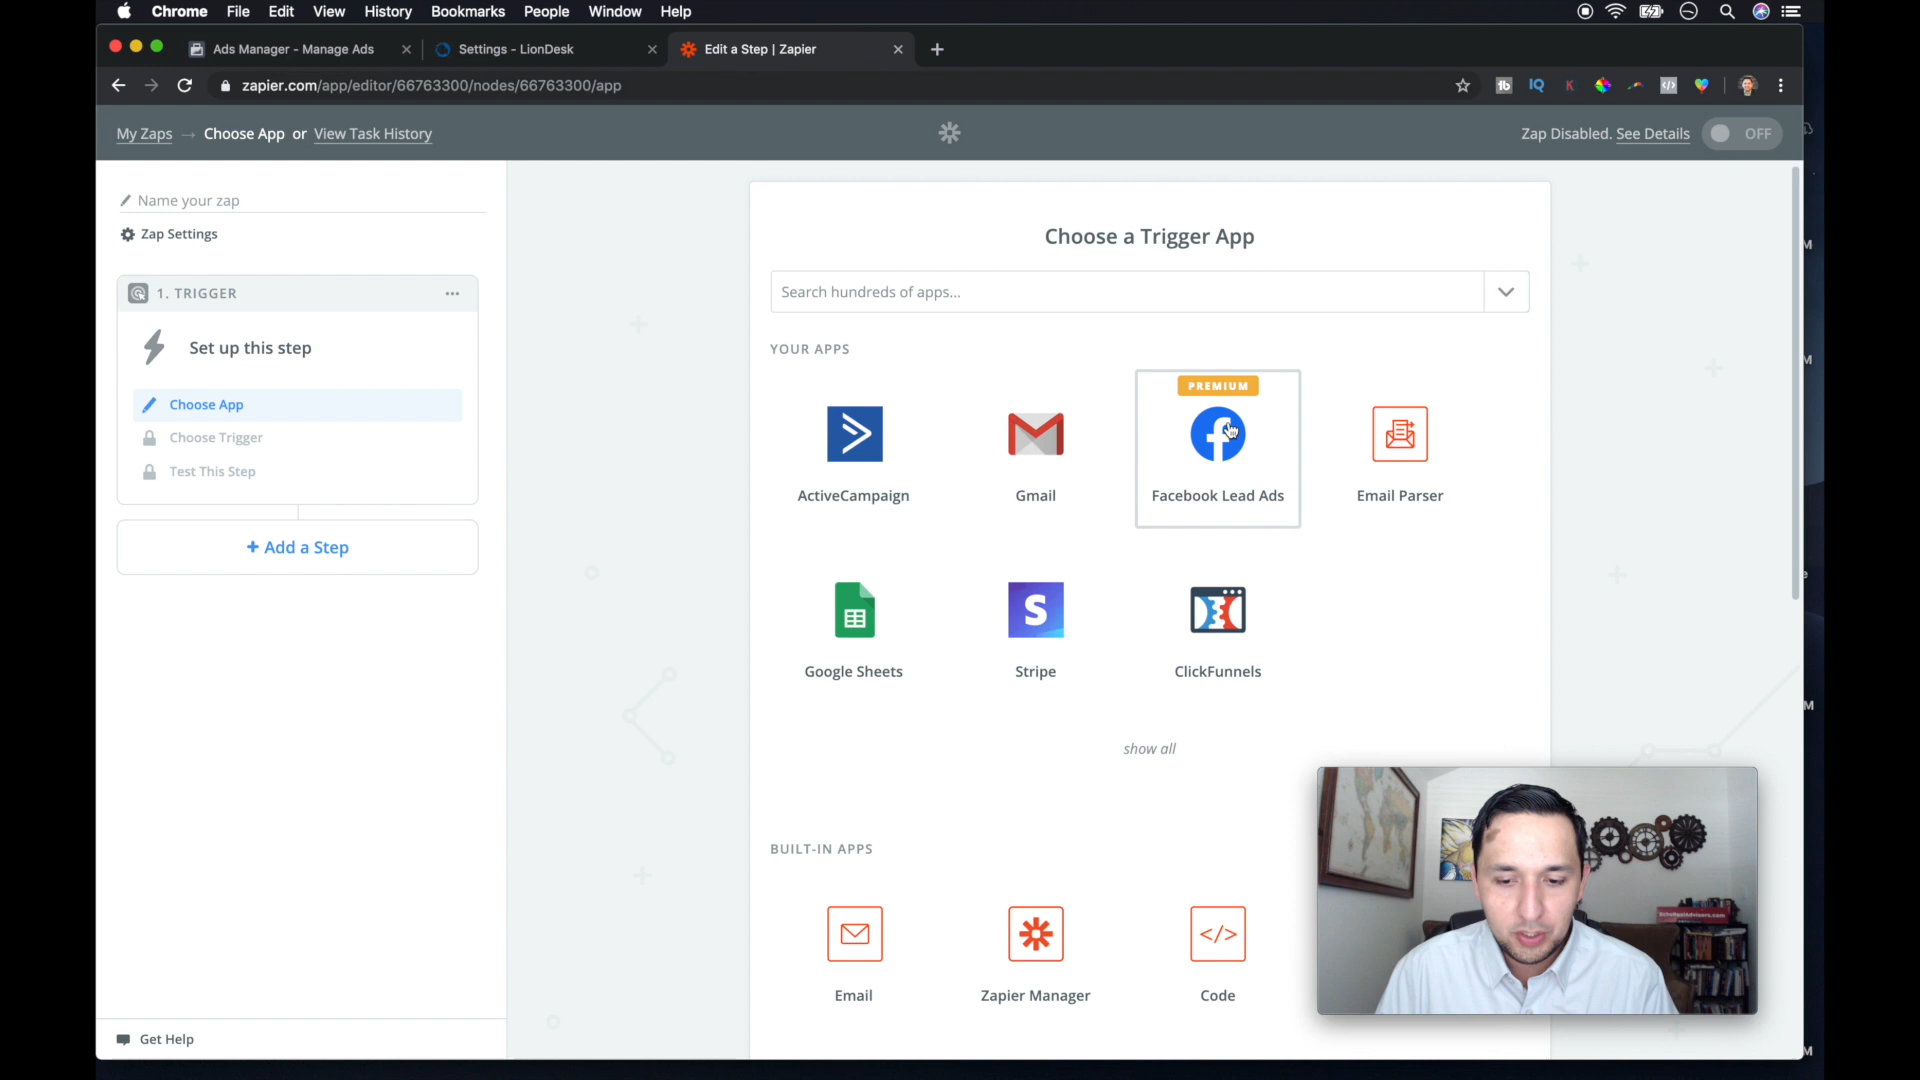 Chrome File Edit View History Bookmarks People Window Help
Ads Manager - Manage Ads
Settings - LionDesk
Edit a Step | Zapier
zapier.com/app/editor/66763300/nodes/66763300/app
tb
IQ
K
My Zaps → Choose App or View Task History
Zap Disabled. See Details
OFF
Name your zap
Zap Settings
1. TRIGGER
Set up this step
Choose App
Choose Trigger
Test This Step
+ Add a Step
Get Help
Choose a Trigger App
Search hundreds of apps...
YOUR APPS
PREMIUM
ActiveCampaign
Gmail
Facebook Lead Ads
Email Parser
S
Google Sheets
Stripe
ClickFunnels
show all
BUILT-IN APPS
</>
Email
Zapier Manager
Code